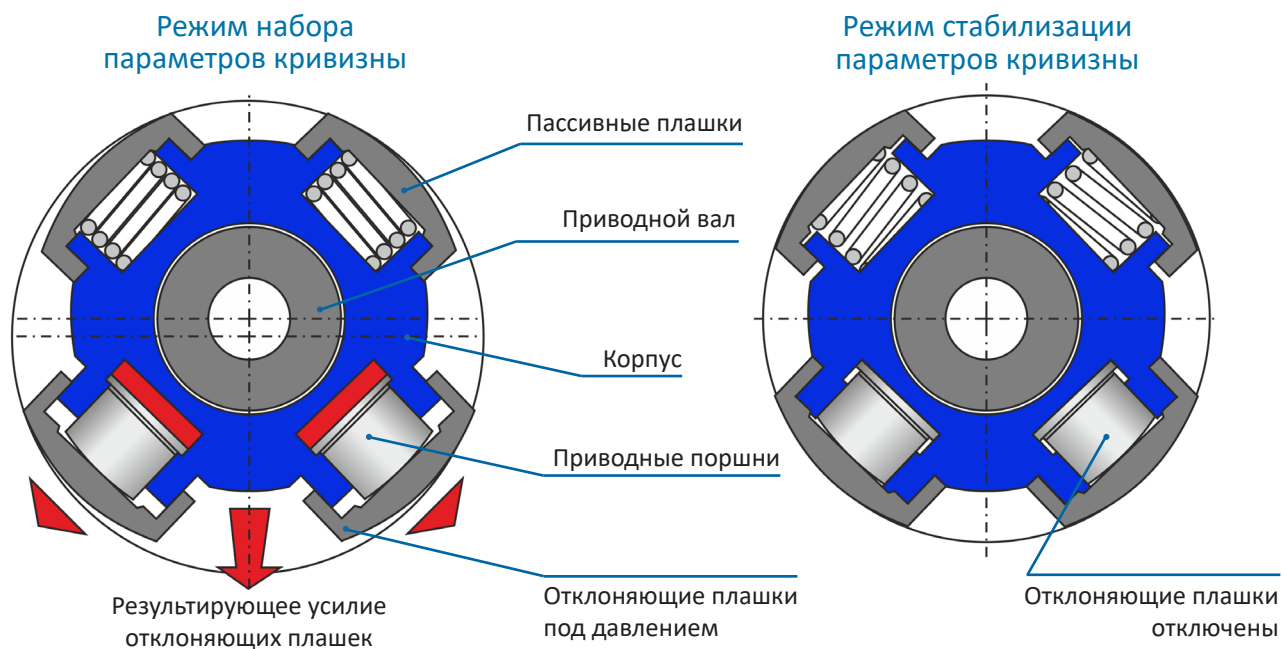 Режим набора
параметров кривизны
Режим стабилизации
параметров кривизны
Пассивные плашки
Приводной вал
Корпус
Приводные поршни
Отклоняющие плашки
под давлением
Результирующее усилие
отклоняющих плашек
Отклоняющие плашки
отключены